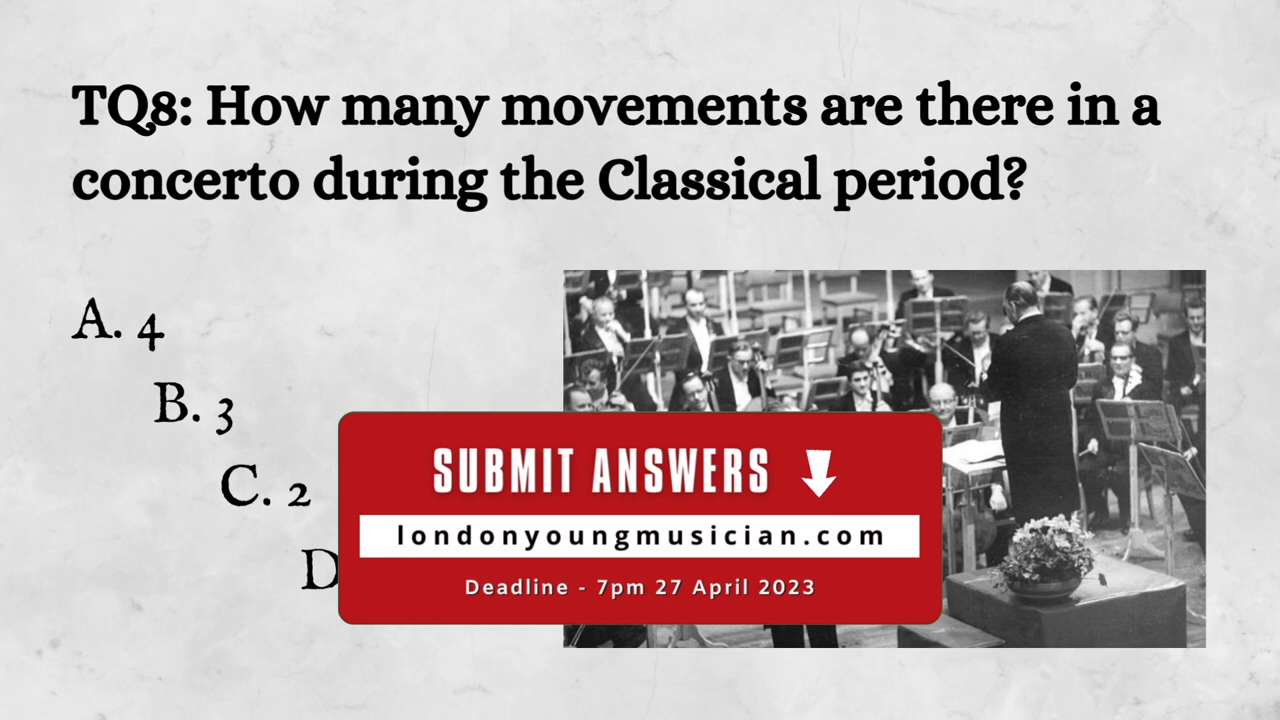 TQ8: How many movements are there in a
concerto during the Classical period?
A. 4
B. 3
C. 2
D
SUBMIT ANSWERS
londonyoungmusician.com
Deadline - 7pm 27 April 2023